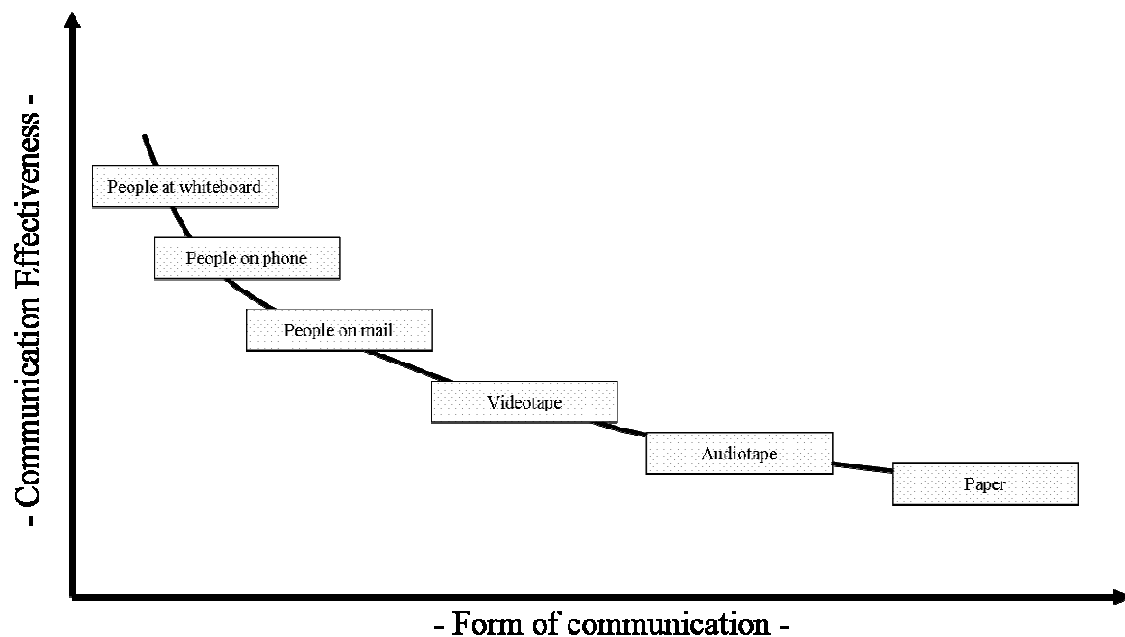 - Communication Effectiveness -
People at whiteboard
People on phone
People on mail
Videotape
Audiotape
Paper
- Form of communication -